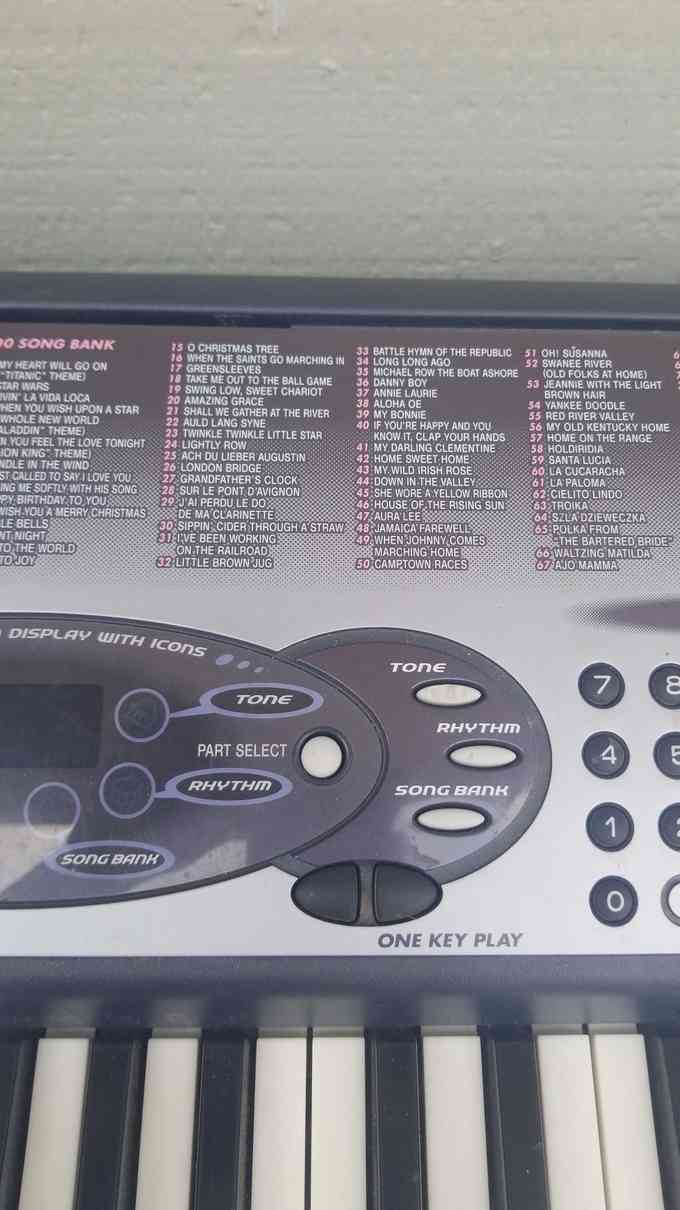 00 SONG BANK
MY HEART WILL GO ON
"TITANIC" THEME)
STAR WARS
LIVIN' LA VIDA LOCA
WHEN YOU WISH UPON A STAR
WHOLE NEW WORLD
ALADDIN" THEME)
N YOU FEEL THE LOVE TONIGHT
ION KING" THEME)
NDLE IN THE WIND
ST CALLED TO SAY I LOVE YOU
ING ME SOFTLY WITH HIS SONG
PPY BIRTHDAY TO YOU
WISH YOU A MERRY CHRISTMAS
LE BELLS
NT NIGHT
TO THE WORLD
TO JOY
15 O CHRISTMAS TREE
16 WHEN THE SAINTS GO MARCHING IN
17 GREENSLEEVES
18 TAKE ME OUT TO THE BALL GAME
19 SWING LOW, SWEET CHARIOT
20 AMAZING GRACE
21 SHALL WE GATHER AT THE RIVER
22 AULD LANG SYNE
23 TWINKLE TWINKLE LITTLE STAR
24 LIGHTLY ROW
25 ACH DU LIEBER AUGUSTIN
26 LONDON BRIDGE
27 GRANDFATHER'S CLOCK
28 SUR LE PONT D'AVIGNON
29 J'AI PERDU LE DO
DE MA CLARINETTE
30 SIPPIN' CIDER THROUGH A STRAW
31 I'VE BEEN WORKING
ON THE RAILROAD
32 LITTLE BROWN JUG
33 BATTLE HYMN OF THE REPUBLIC
34 LONG LONG AGO
35 MICHAEL ROW THE BOAT ASHORE
36 DANNY BOY
37 ANNIE LAURIE
38 ALOHA OE
39 MY BONNIE
40 IF YOU'RE HAPPY AND YOU
KNOW IT, CLAP YOUR HANDS
41 MY DARLING CLEMENTINE
42 HOME SWEET HOME
43 MY WILD IRISH ROSE
44 DOWN IN THE VALLEY
45 SHE WORE A YELLOW RIBBON
46 HOUSE OF THE RISING SUN
47 AURA LEE
48 JAMAICA FAREWELL
49 WHEN JOHNNY COMES
MARCHING HOME
50 CAMPTOWN RACES
51 OH! SUSANNA
52 SWANEE RIVER
(OLD FOLKS AT HOME)
53 JEANNIE WITH THE LIGHT
BROWN HAIR
54 YANKEE DOODLE
55 RED RIVER VALLEY
56 MY OLD KENTUCKY HOME
57 HOME ON THE RANGE
58 HOLDIRIDIA
59 SANTA LUCIA
60 LA CUCARACHA
61 LA PALOMA
62 CIELITO LINDO
63 TROIKA
64 SZLA DZIEWECZKA
65 POLKA FROM
"THE BARTERED BRIDE"
66 WALTZING MATILDA
67 AJO MAMMA
DISPLAY WITH ICONS
TONE
PART SELECT
RHYTHM
SONG BANK
TONE
RHYTHM
SONG BANK
ONE KEY PLAY
7 8
4 5
1 2
0